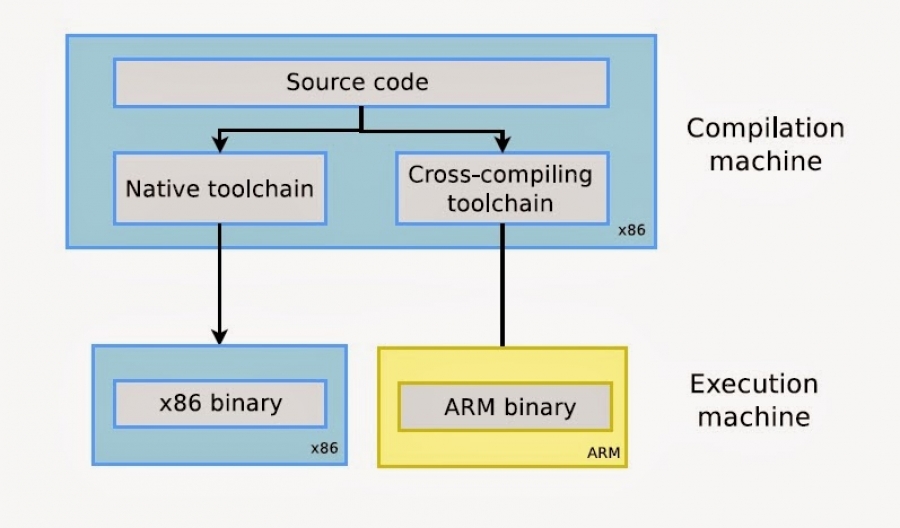 Source code
Compilation
machine
Native toolchain
Cross-compiling
toolchain
x86
x86 binary
x86
ARM binary
ARM
Execution
machine